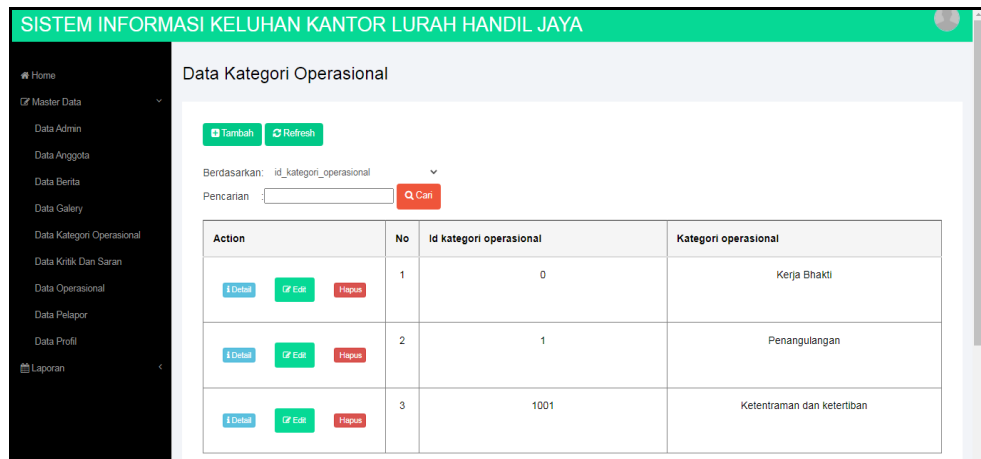 SISTEM INFORMASI KELUHAN KANTOR LURAH HANDIL JAYA
Home
Master Data
Data Admin
Data Anggota
Data Berita
Data Galery
Data Kategori Operasional
Data Kritik Dan Saran
Data Operasional
Data Pelapor
Data Profil
Laporan
Data Kategori Operasional
Tambah Refresh
Berdasarkan: id_kategori_operasional
Pencarian : Cari
Action No Id kategori operasional Kategori operasional
Detail Edit Hapus 1 0 Kerja Bhakti
Detail Edit Hapus 2 1 Penangulangan
Detail Edit Hapus 3 1001 Ketentraman dan ketertiban